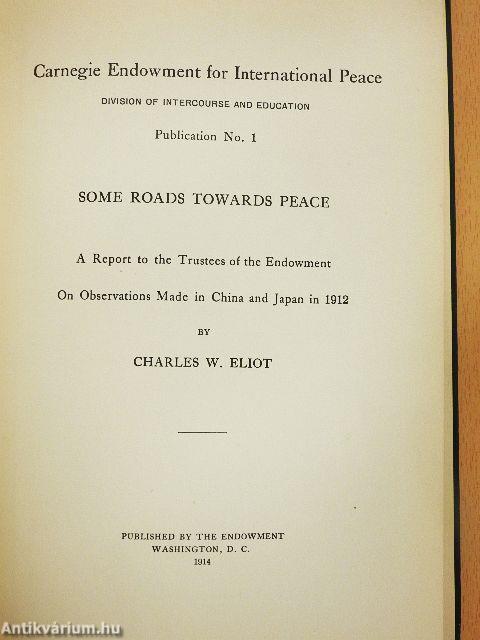 Carnegie Endowment for International Peace
DIVISION OF INTERCOURSE AND EDUCATION
Publication No. 1
SOME ROADS TOWARDS PEACE
A Report to the Trustees of the Endowment
On Observations Made in China and Japan in 1912
BY
CHARLES W. ELIOT
PUBLISHED BY THE ENDOWMENT
WASHINGTON, D. C.
1914
Antikvárium.hu